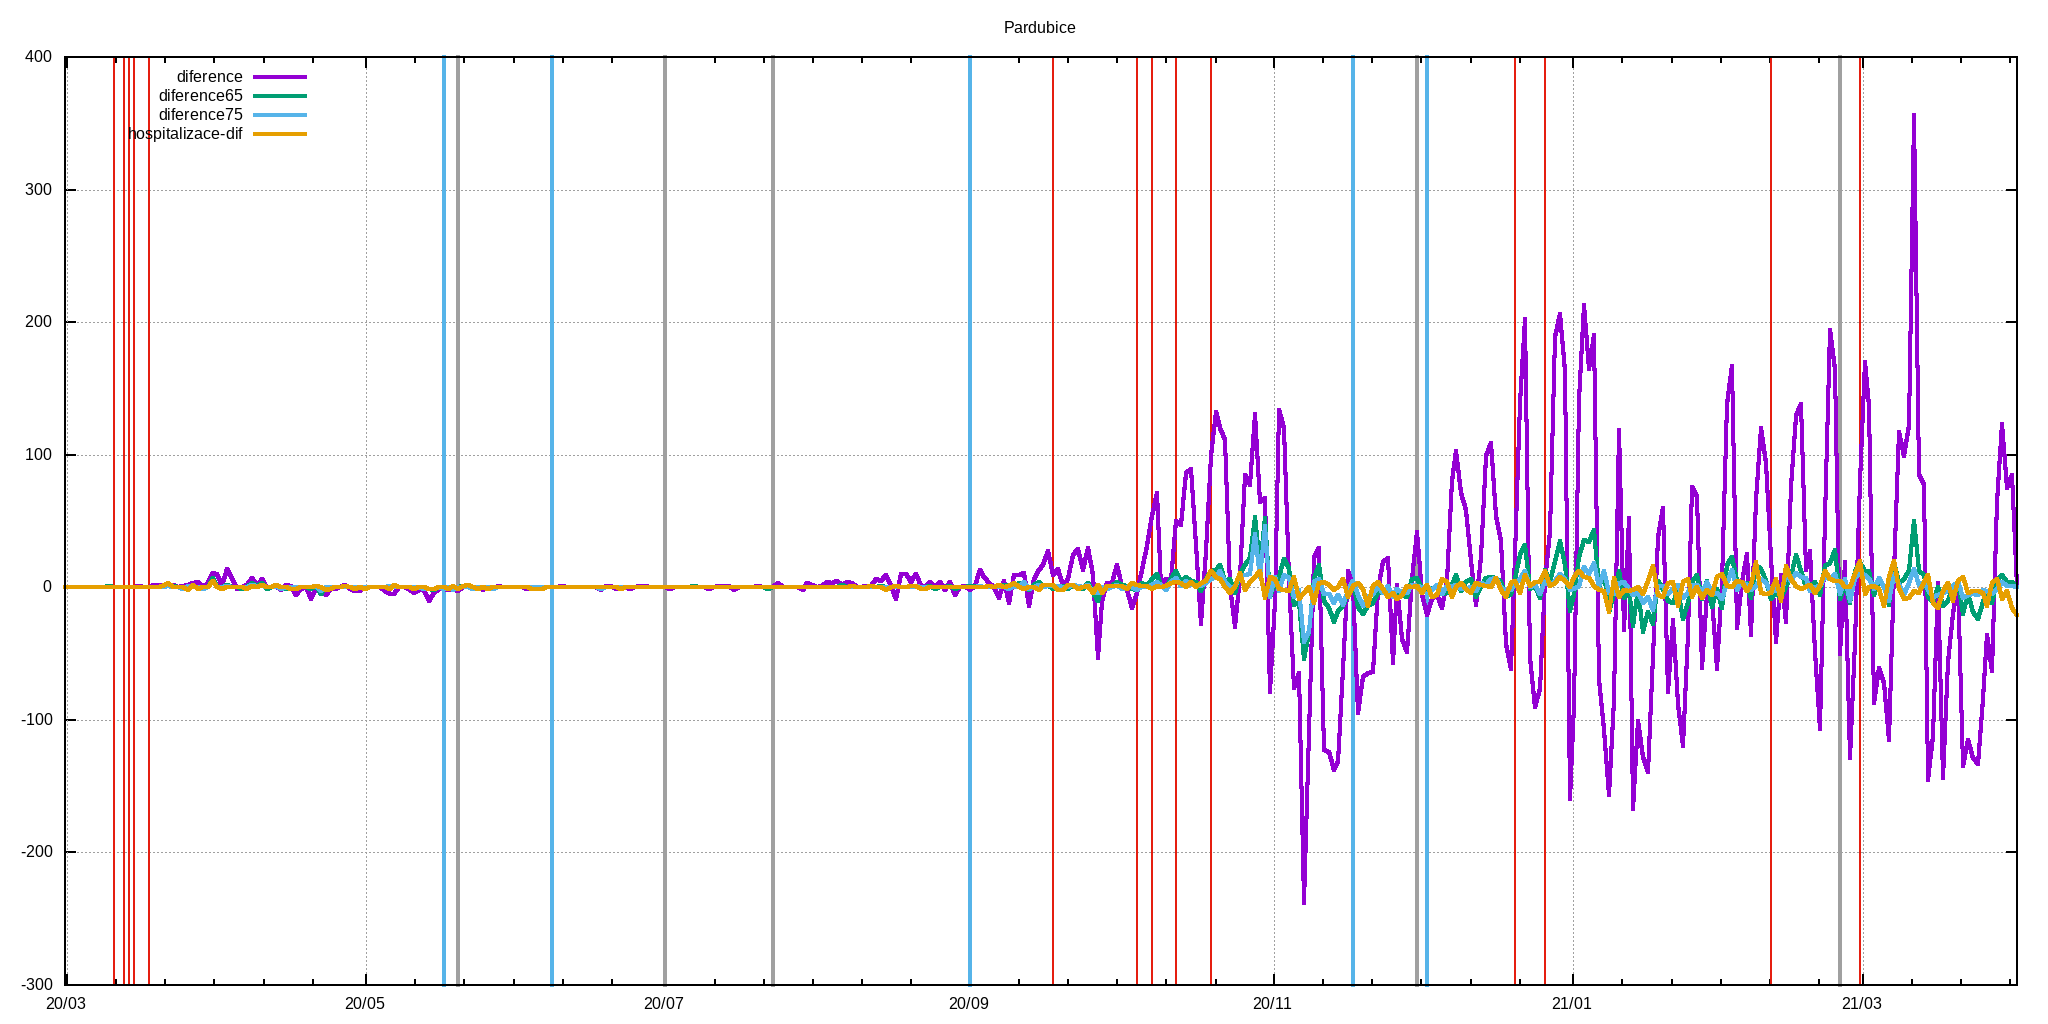 Pardubice
400
diference
diference65
diference75
hospitalizace-dif
300
200
100
0
-100
-200
-300
20/03 20/05 20/07 20/09 20/11 21/01 21/03